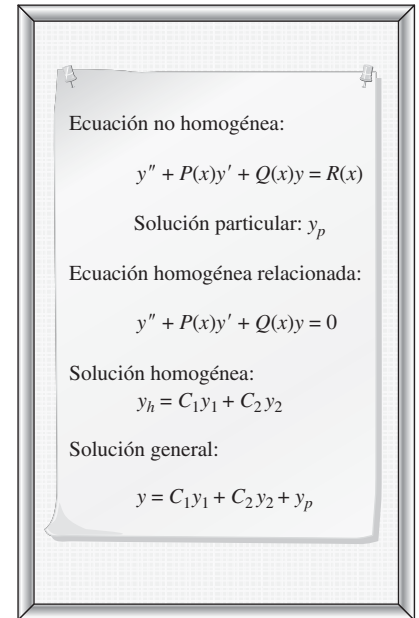 Ecuación no homogénea:
y″ + P(x)y′ + Q(x)y = R(x)
Solución particular: yₚ
Ecuación homogénea relacionada:
y″ + P(x)y′ + Q(x)y = 0
Solución homogénea:
yₕ = C₁y₁ + C₂y₂
Solución general:
y = C₁y₁ + C₂y₂ + yₚ